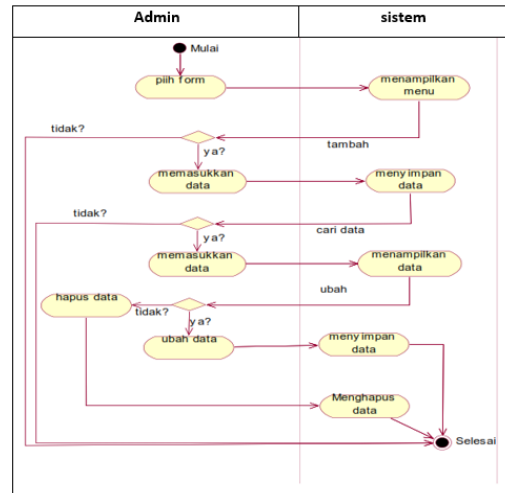 Admin
sistem
Mulai
piih form
menampilkan
menu
tidak?
tambah
ya?
memasukkan
data
menyimpan
data
tidak?
cari data
ya?
memasukkan
data
menampilkan
data
ubah
hapus data
tidak?
ya?
ubah data
menyimpan
data
Menghapus
data
Selesai